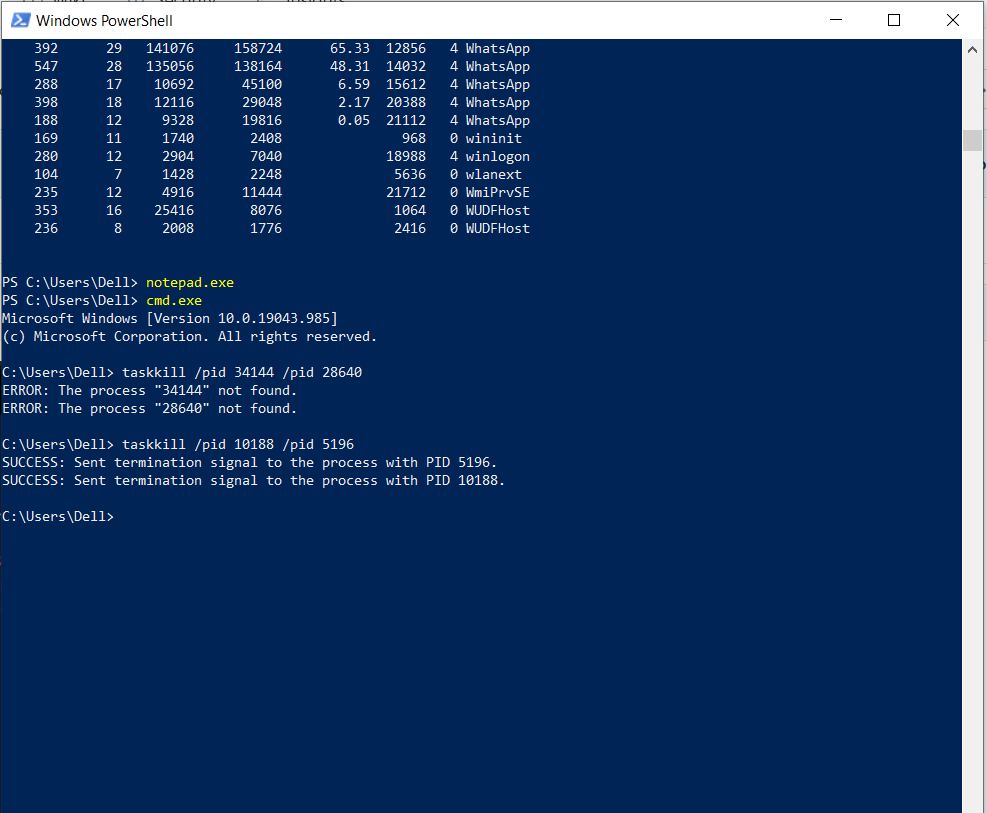 Windows PowerShell
392 29 141076 158724 65.33 12856 4 WhatsApp
547 28 135056 138164 48.31 14032 4 WhatsApp
288 17 10692 45100 6.59 15612 4 WhatsApp
398 18 12116 29048 2.17 20388 4 WhatsApp
188 12 9328 19816 0.05 21112 4 WhatsApp
169 11 1740 2408 968 0 wininit
280 12 2904 7040 18988 4 winlogon
104 7 1428 2248 5636 0 wlanext
235 12 4916 11444 21712 0 WmiPrvSE
353 16 25416 8076 1064 0 WUDFHost
236 8 2008 1776 2416 0 WUDFHost
PS C:\Users\Dell> notepad.exe
PS C:\Users\Dell> cmd.exe
Microsoft Windows [Version 10.0.19043.985]
(c) Microsoft Corporation. All rights reserved.
C:\Users\Dell> taskkill /pid 34144 /pid 28640
ERROR: The process "34144" not found.
ERROR: The process "28640" not found.
C:\Users\Dell> taskkill /pid 10188 /pid 5196
SUCCESS: Sent termination signal to the process with PID 5196.
SUCCESS: Sent termination signal to the process with PID 10188.
C:\Users\Dell>